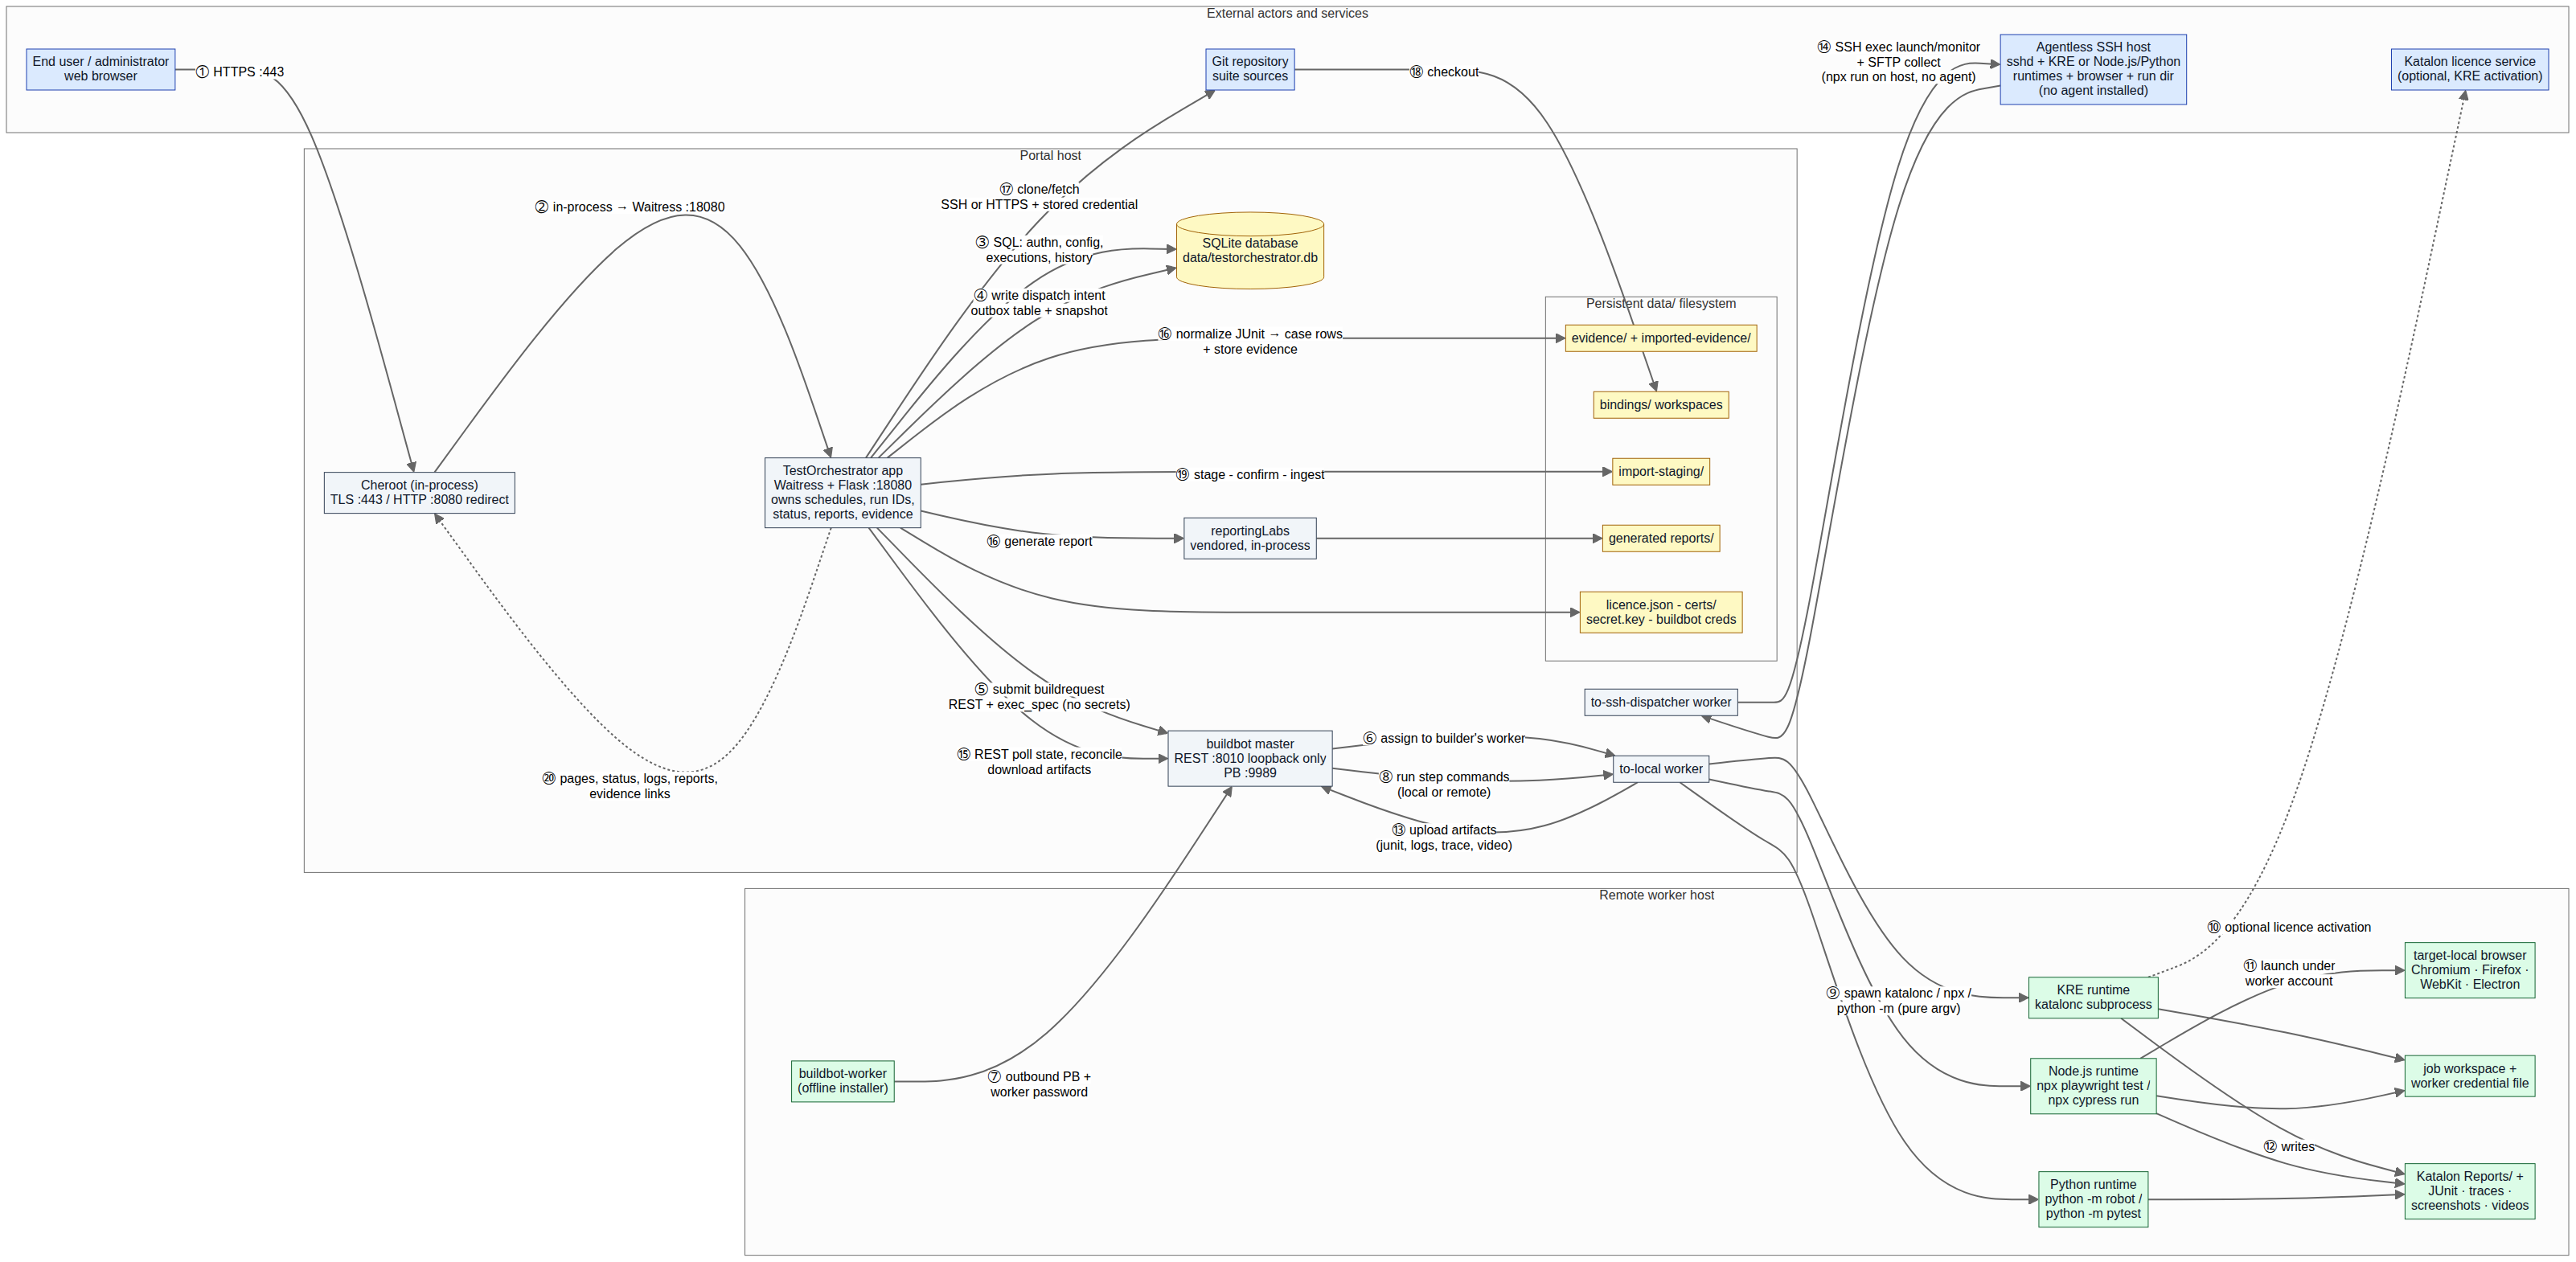 External actors and services
End user / administrator
web browser
① HTTPS :443
Git repository
suite sources
⑱ checkout
⑭ SSH exec launch/monitor
+ SFTP collect
(npx run on host, no agent)
Agentless SSH host
sshd + KRE or Node.js/Python
runtimes + browser + run dir
(no agent installed)
Katalon licence service
(optional, KRE activation)
Portal host
② in-process → Waitress :18080
⑰ clone/fetch
SSH or HTTPS + stored credential
③ SQL: authn, config,
executions, history
SQLite database
data/testorchestrator.db
④ write dispatch intent
outbox table + snapshot
⑯ normalize JUnit → case rows
+ store evidence
Persistent data/ filesystem
evidence/ + imported-evidence/
bindings/ workspaces
import-staging/
generated reports/
licence.json - certs/
secret.key - buildbot creds
Cheroot (in-process)
TLS :443 / HTTP :8080 redirect
TestOrchestrator app
Waitress + Flask :18080
owns schedules, run IDs,
status, reports, evidence
⑲ stage - confirm - ingest
⑯ generate report
reportingLabs
vendored, in-process
⑤ submit buildrequest
REST + exec_spec (no secrets)
⑮ REST poll state, reconcile
download artifacts
⑳ pages, status, logs, reports,
evidence links
buildbot master
REST :8010 loopback only
PB :9989
⑥ assign to builder's worker
⑧ run step commands
(local or remote)
⑬ upload artifacts
(junit, logs, trace, video)
to-ssh-dispatcher worker
to-local worker
Remote worker host
buildbot-worker
(offline installer)
⑦ outbound PB +
worker password
⑨ spawn katalonc / npx /
python -m (pure argv)
KRE runtime
katalonc subprocess
Node.js runtime
npx playwright test /
npx cypress run
Python runtime
python -m robot /
python -m pytest
⑩ optional licence activation
⑪ launch under
worker account
⑫ writes
target-local browser
Chromium · Firefox ·
WebKit · Electron
job workspace +
worker credential file
Katalon Reports/ +
JUnit · traces ·
screenshots · videos